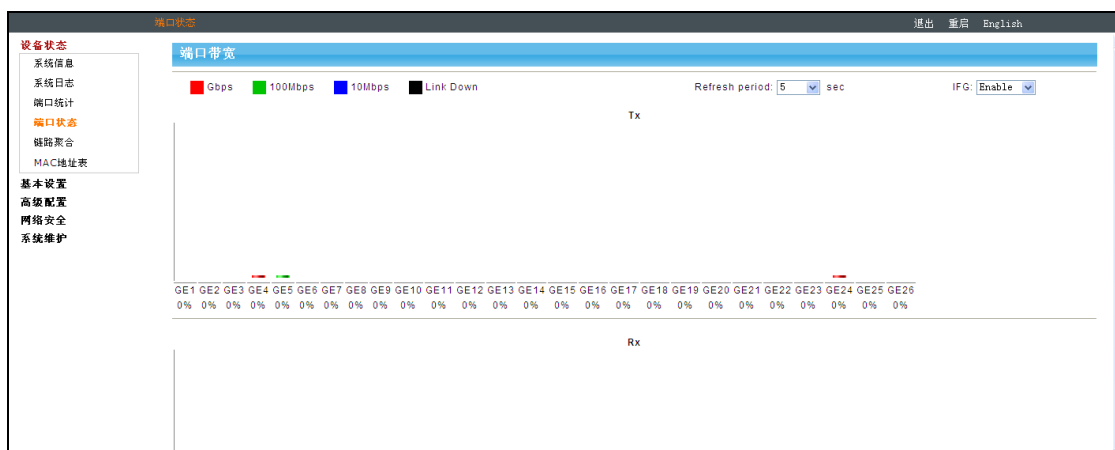 端口状态 退出 重启 English
设备状态
系统信息
系统日志
端口统计
端口状态
链路聚合
MAC地址表
基本设置
高级配置
网络安全
系统维护
端口带宽
Gbps 100Mbps 10Mbps Link Down Refresh period: 5 sec IFG: Enable
Tx
GE1 GE2 GE3 GE4 GE5 GE6 GE7 GE8 GE9 GE10 GE11 GE12 GE13 GE14 GE15 GE16 GE17 GE18 GE19 GE20 GE21 GE22 GE23 GE24 GE25 GE26
0% 0% 0% 0% 0% 0% 0% 0% 0% 0% 0% 0% 0% 0% 0% 0% 0% 0% 0% 0% 0% 0% 0% 0% 0% 0%
Rx